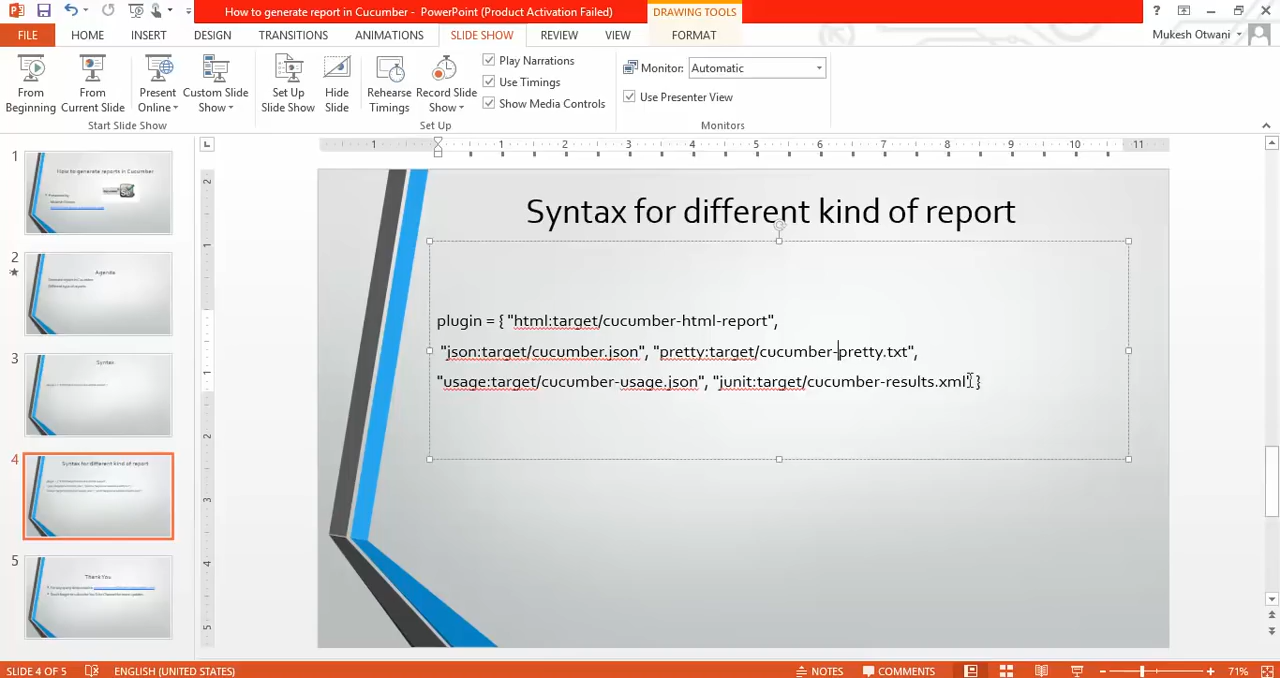 How to generate report in Cucumber - PowerPoint (Product Activation Failed)
DRAWING TOOLS
FILE HOME INSERT DESIGN TRANSITIONS ANIMATIONS SLIDE SHOW REVIEW VIEW FORMAT
Mukesh Otwani
From Beginning
From Current Slide
Present Online
Custom Slide Show
Set Up Slide Show
Hide Slide
Rehearse Timings
Record Slide Show
Play Narrations
Use Timings
Show Media Controls
Monitor: Automatic
Use Presenter View
Start Slide Show
Set Up
Monitors
1
How to generate reports in Cucumber
2
Agenda
3
Syntax
4
Syntax for different kind of report
5
Thank You
Syntax for different kind of report
plugin = { "html:target/cucumber-html-report",
"json:target/cucumber.json", "pretty:target/cucumber-pretty.txt",
"usage:target/cucumber-usage.json", "junit:target/cucumber-results.xml" }
SLIDE 4 OF 5
ENGLISH (UNITED STATES)
NOTES
COMMENTS
71%